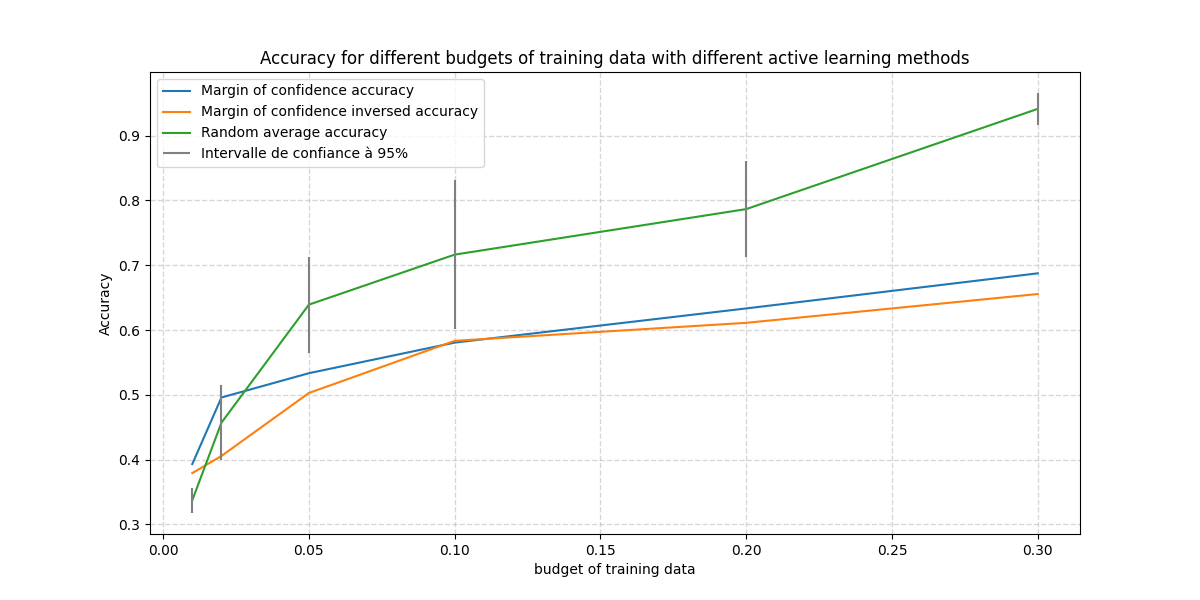 Accuracy for different budgets of training data with different active learning methods
Margin of confidence accuracy
Margin of confidence inversed accuracy
Random average accuracy
Intervalle de confiance à 95%
Accuracy
0.9
0.8
0.7
0.6
0.5
0.4
0.3
0.00 0.05 0.10 0.15 0.20 0.25 0.30
budget of training data